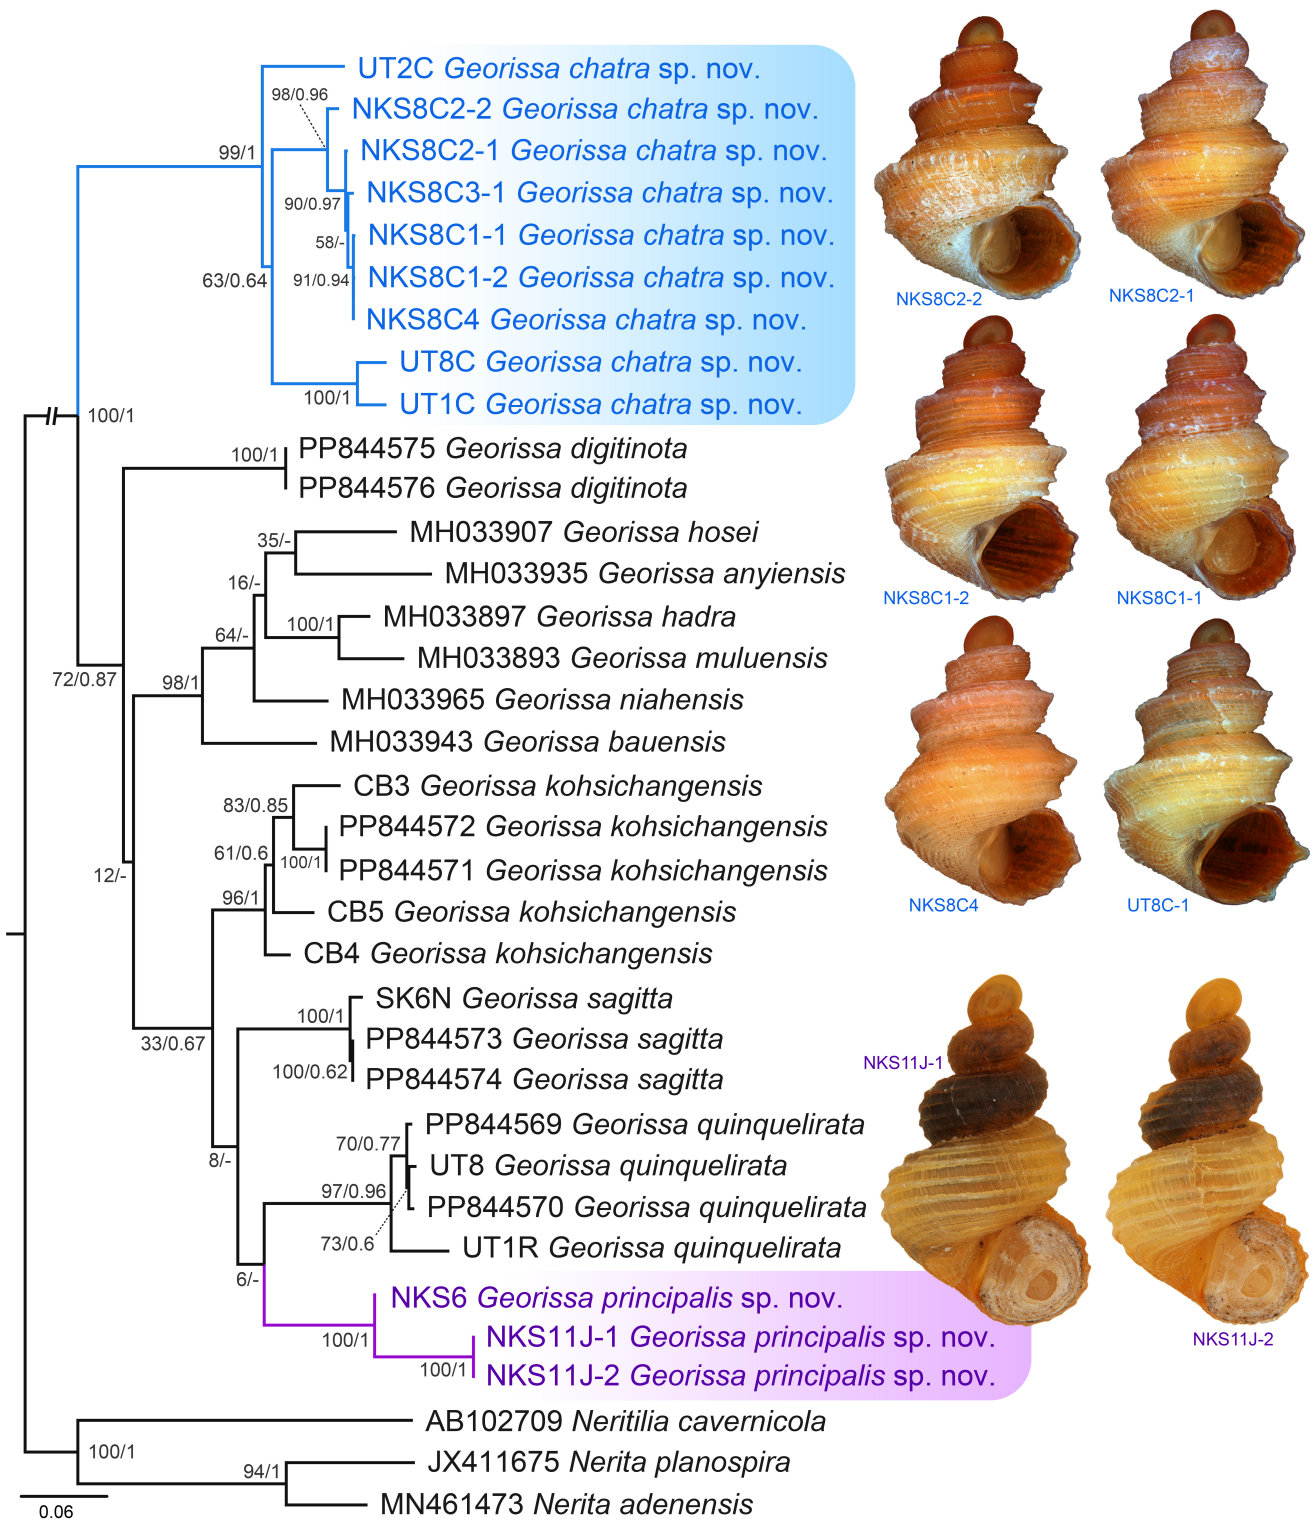 UT2C Georissa chatra sp. nov.
98/0.96
NKS8C2-2 Georissa chatra sp. nov.
99/1
NKS8C2-1 Georissa chatra sp. nov.
NKS8C3-1 Georissa chatra sp. nov.
90/0.97
NKS8C1-1 Georissa chatra sp. nov.
58/-
NKS8C1-2 Georissa chatra sp. nov.
63/0.64
91/0.94
NKS8C4 Georissa chatra sp. nov.
UT8C Georissa chatra sp. nov.
100/1
UT1C Georissa chatra sp. nov.
100/1
PP844575 Georissa digitinota
100/1
PP844576 Georissa digitinota
MH033907 Georissa hosei
35/-
MH033935 Georissa anyiensis
16/-
MH033897 Georissa hadra
100/1
64/-
MH033893 Georissa muluensis
72/0.87
98/1
MH033965 Georissa niahensis
MH033943 Georissa bauensis
CB3 Georissa kohsichangensis
83/0.85
PP844572 Georissa kohsichangensis
61/0.6
100/1
PP844571 Georissa kohsichangensis
12/-
96/1
CB5 Georissa kohsichangensis
CB4 Georissa kohsichangensis
SK6N Georissa sagitta
100/1
PP844573 Georissa sagitta
33/0.67
100/0.62
PP844574 Georissa sagitta
PP844569 Georissa quinquelirata
70/0.77
8/-
UT8 Georissa quinquelirata
97/0.96
PP844570 Georissa quinquelirata
73/0.6
UT1R Georissa quinquelirata
6/-
NKS6 Georissa principalis sp. nov.
100/1
NKS11J-1 Georissa principalis sp. nov.
100/1
NKS11J-2 Georissa principalis sp. nov.
AB102709 Neritilia cavernicola
100/1
JX411675 Nerita planospira
94/1
MN461473 Nerita adenensis
0.06
NKS8C2-2
NKS8C2-1
NKS8C1-2
NKS8C1-1
NKS8C4
UT8C-1
NKS11J-1
NKS11J-2